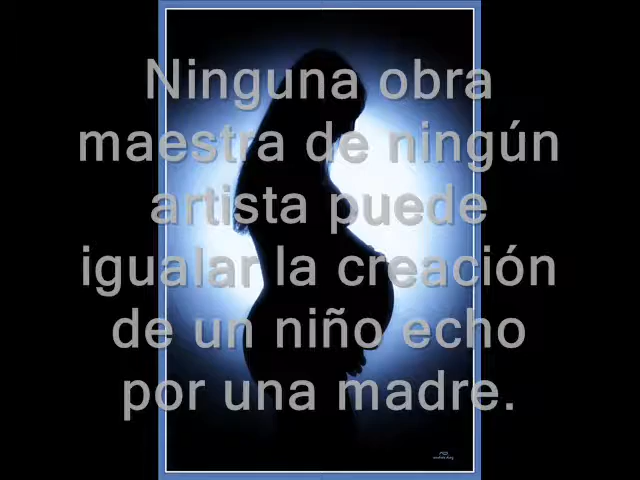 Ninguna obra
maestra de ningún
artista puede
igualar la creación
de un niño echo
por una madre.